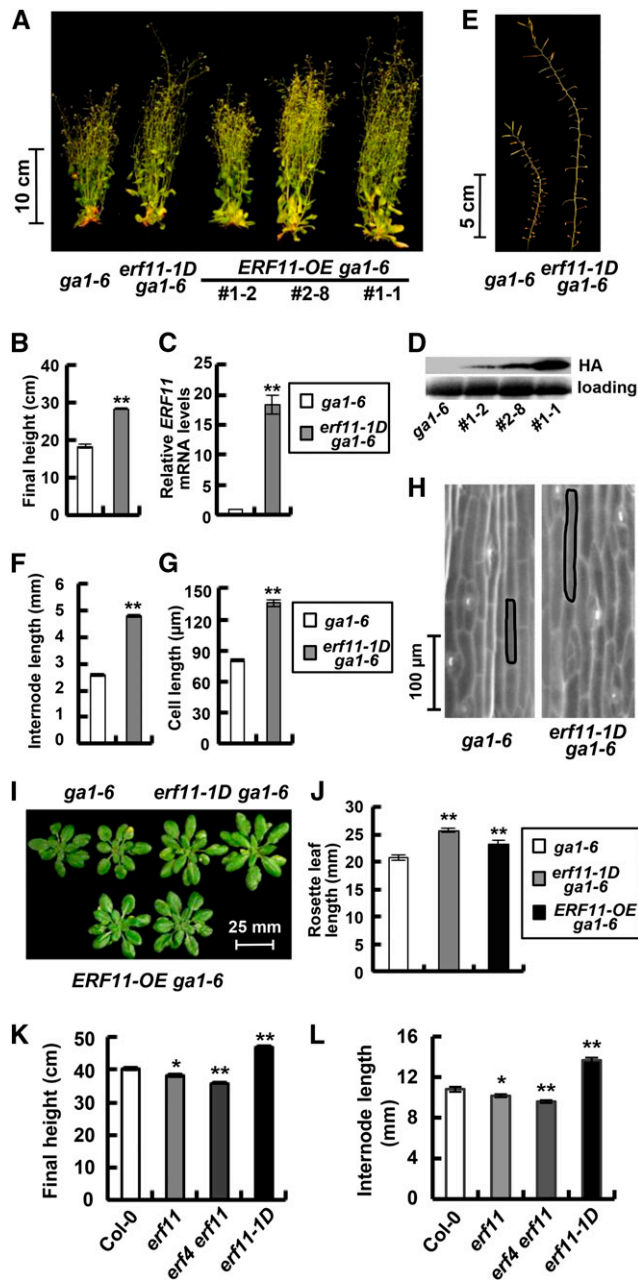 A
E
10 cm
5 cm
ga1-6
erf11-1D
ga1-6
ERF11-OE ga1-6
#1-2
#2-8
#1-1
ga1-6
erf11-1D
ga1-6
B
Final height (cm)
40
30
20
10
0
**
C
Relative ERF11
mRNA levels
25
20
15
10
5
0
**
ga1-6
erf11-1D
ga1-6
D
HA
loading
ga1-6
#1-2
#2-8
#1-1
F
Internode length (mm)
6
5
4
3
2
1
0
**
G
Cell length (µm)
150
120
90
60
30
0
**
ga1-6
erf11-1D
ga1-6
H
100 µm
ga1-6
erf11-1D
ga1-6
I
ga1-6
erf11-1D ga1-6
25 mm
ERF11-OE ga1-6
J
Rosette leaf
length (mm)
30
25
20
15
10
5
0
**
**
ga1-6
erf11-1D
ga1-6
ERF11-OE
ga1-6
K
Final height (cm)
50
40
30
20
10
0
*
**
**
Col-0
erf11
erf4 erf11
erf11-1D
L
Internode length
(mm)
16
12
8
4
0
*
**
**
Col-0
erf11
erf4 erf11
erf11-1D